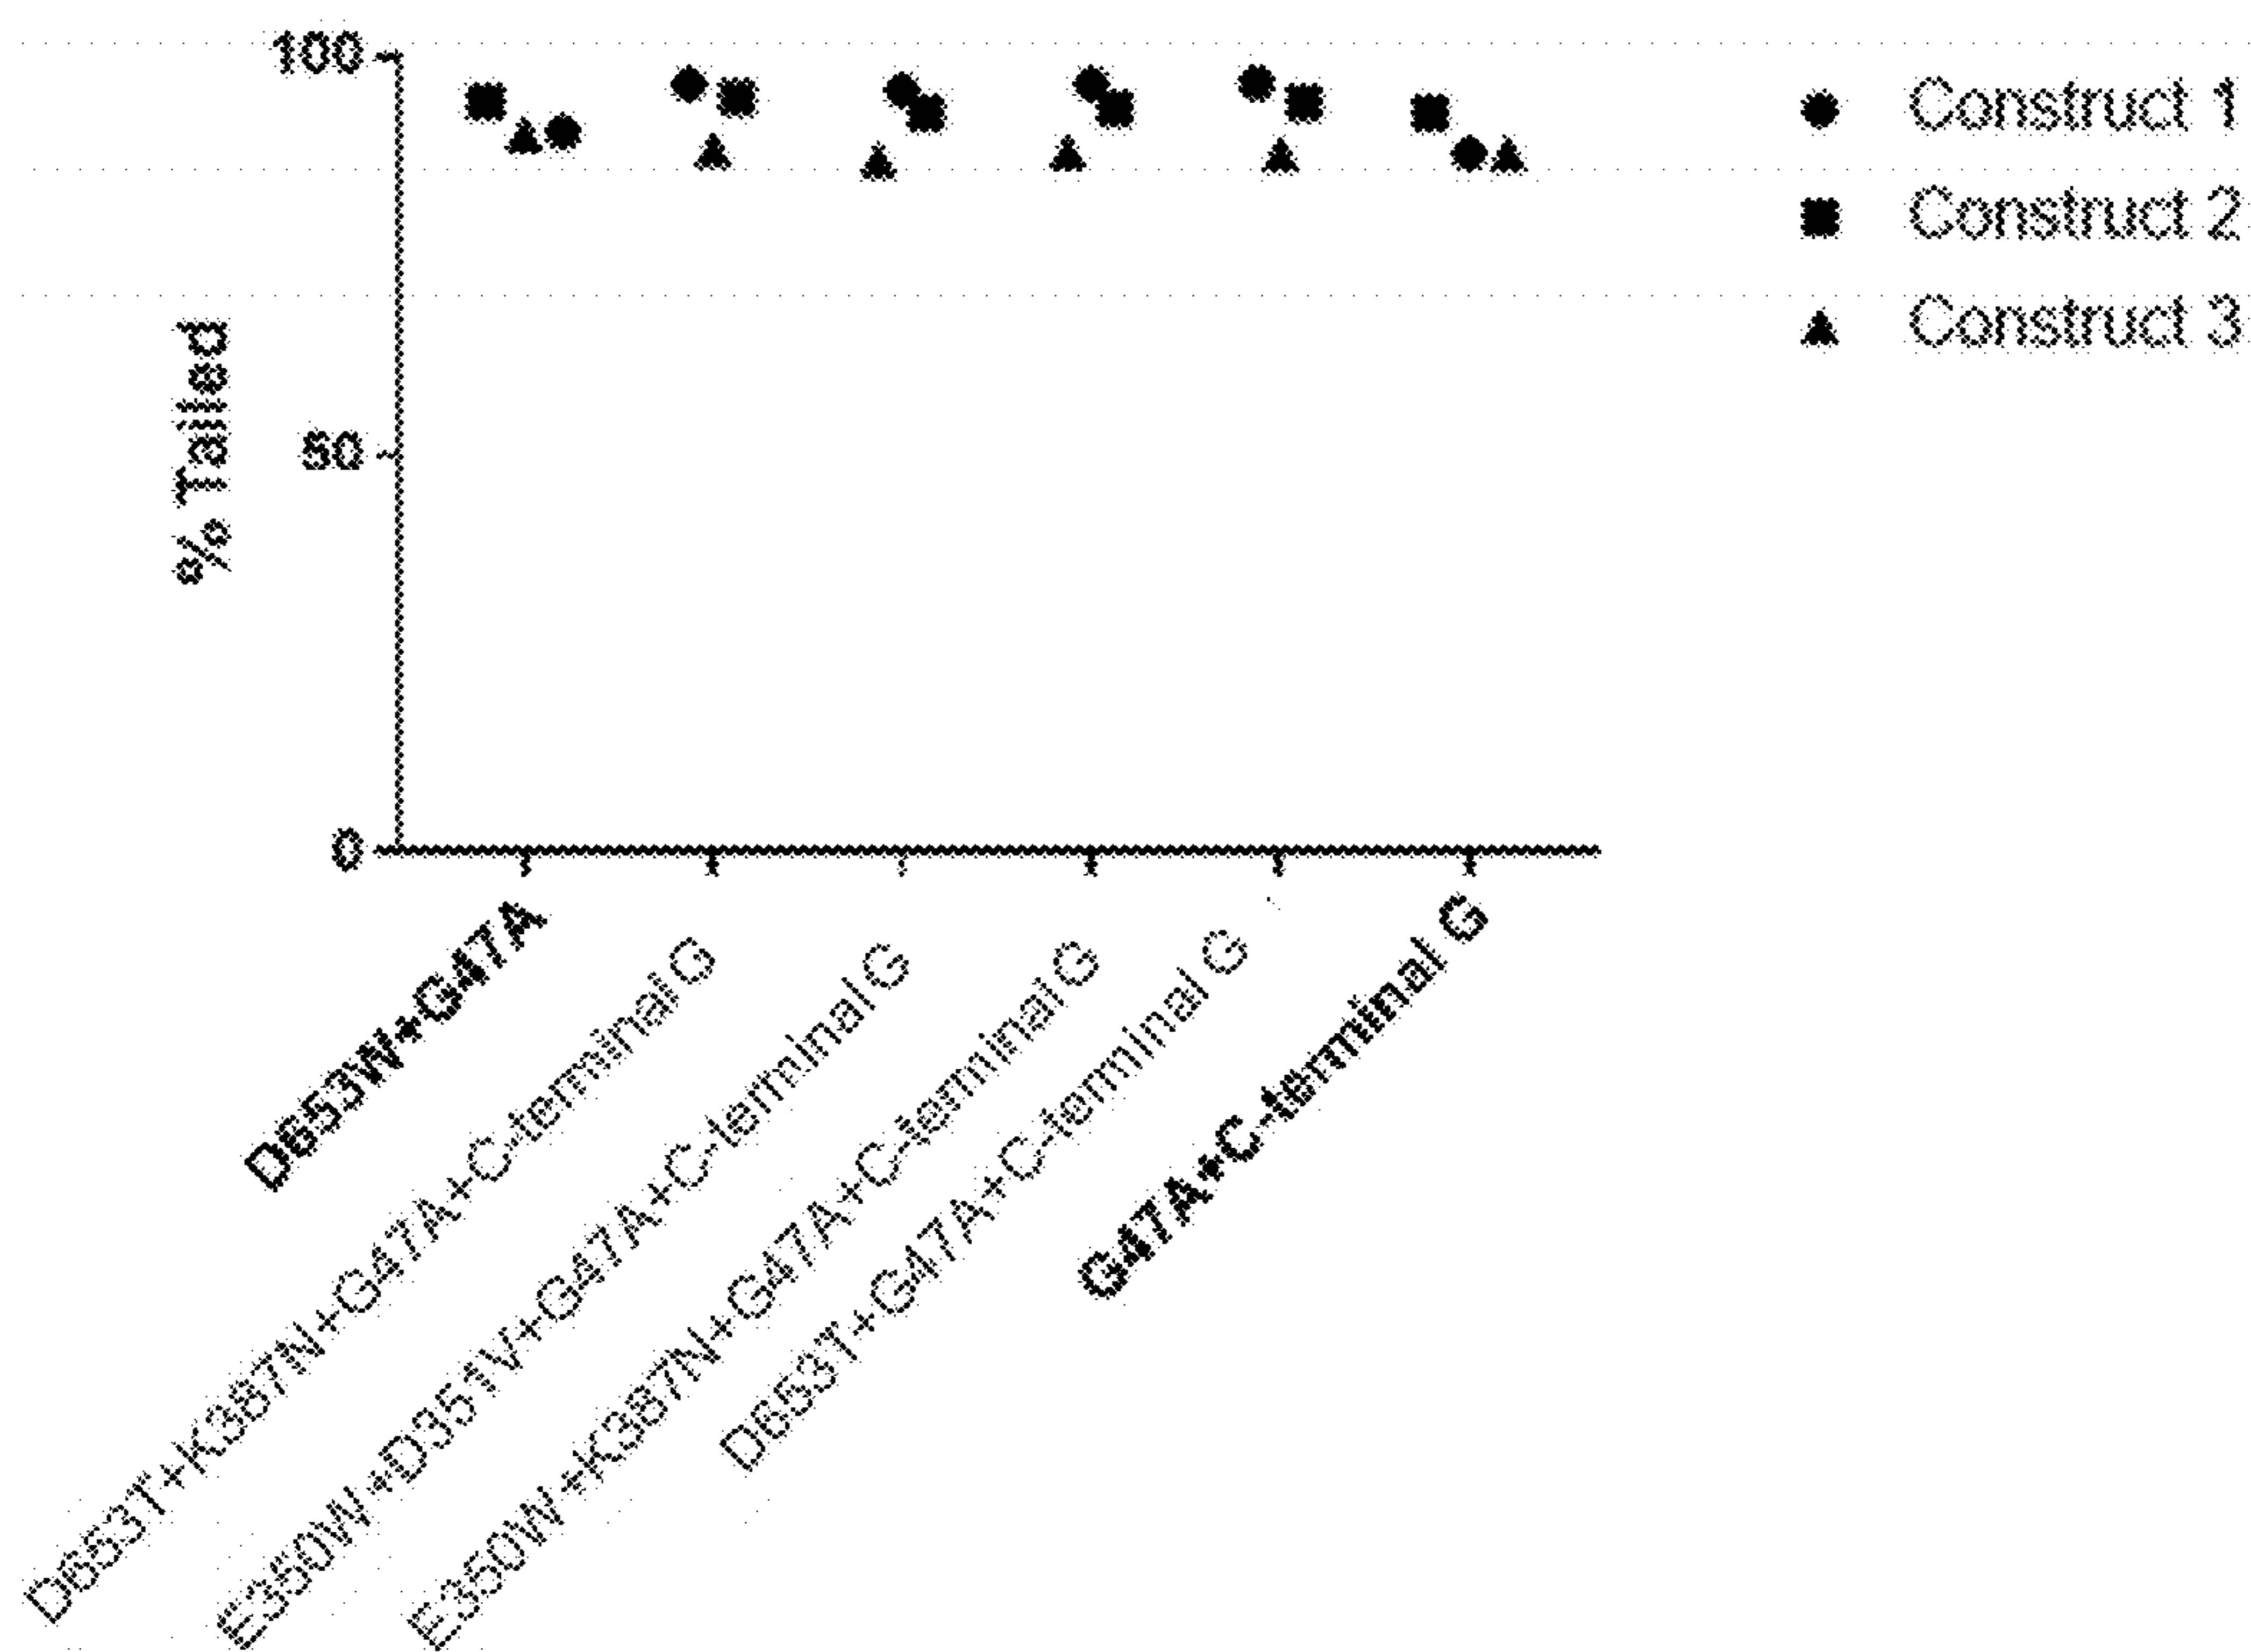 100
50
0
% Tailed
Construct 1
Construct 2
Construct 3
D653W+G47A
D653T+K387N+G47A+C-terminal G
E350W+D351V+G47A+C-terminal G
E350W+K387N+G47A+C-terminal G
D653T+G47A+C-terminal G
G47A+C-terminal G